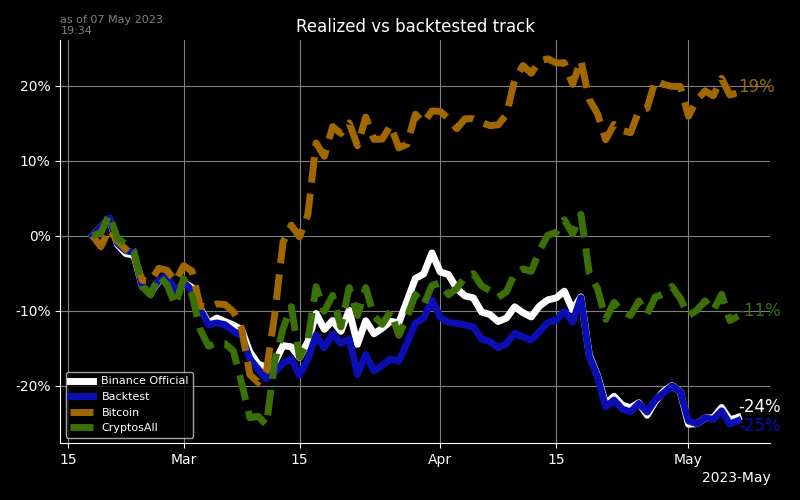 as of 07 May 2023
19:34
Realized vs backtested track
20%
10%
0%
-10%
-20%
19%
-11%
-24%
-25%
Binance Official
Backtest
Bitcoin
CryptosAll
15
Mar
15
Apr
15
May
2023-May